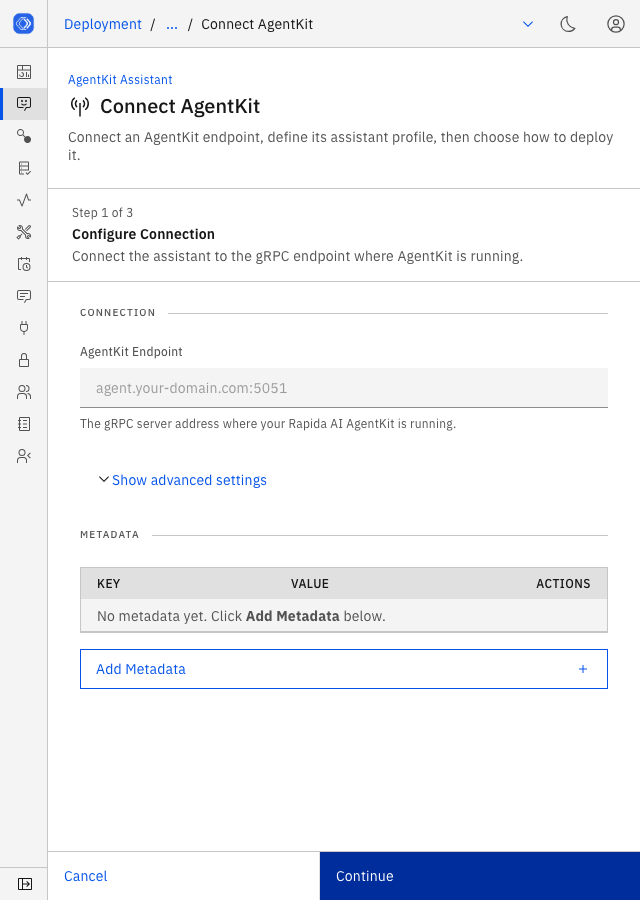 Deployment / ... / Connect AgentKit
AgentKit Assistant
Connect AgentKit
Connect an AgentKit endpoint, define its assistant profile, then choose how to deploy
it.
Step 1 of 3
Configure Connection
Connect the assistant to the gRPC endpoint where AgentKit is running.
CONNECTION
AgentKit Endpoint
agent.your-domain.com:5051
The gRPC server address where your Rapida AI AgentKit is running.
Show advanced settings
METADATA
KEY VALUE ACTIONS
No metadata yet. Click Add Metadata below.
Add Metadata +
Cancel Continue